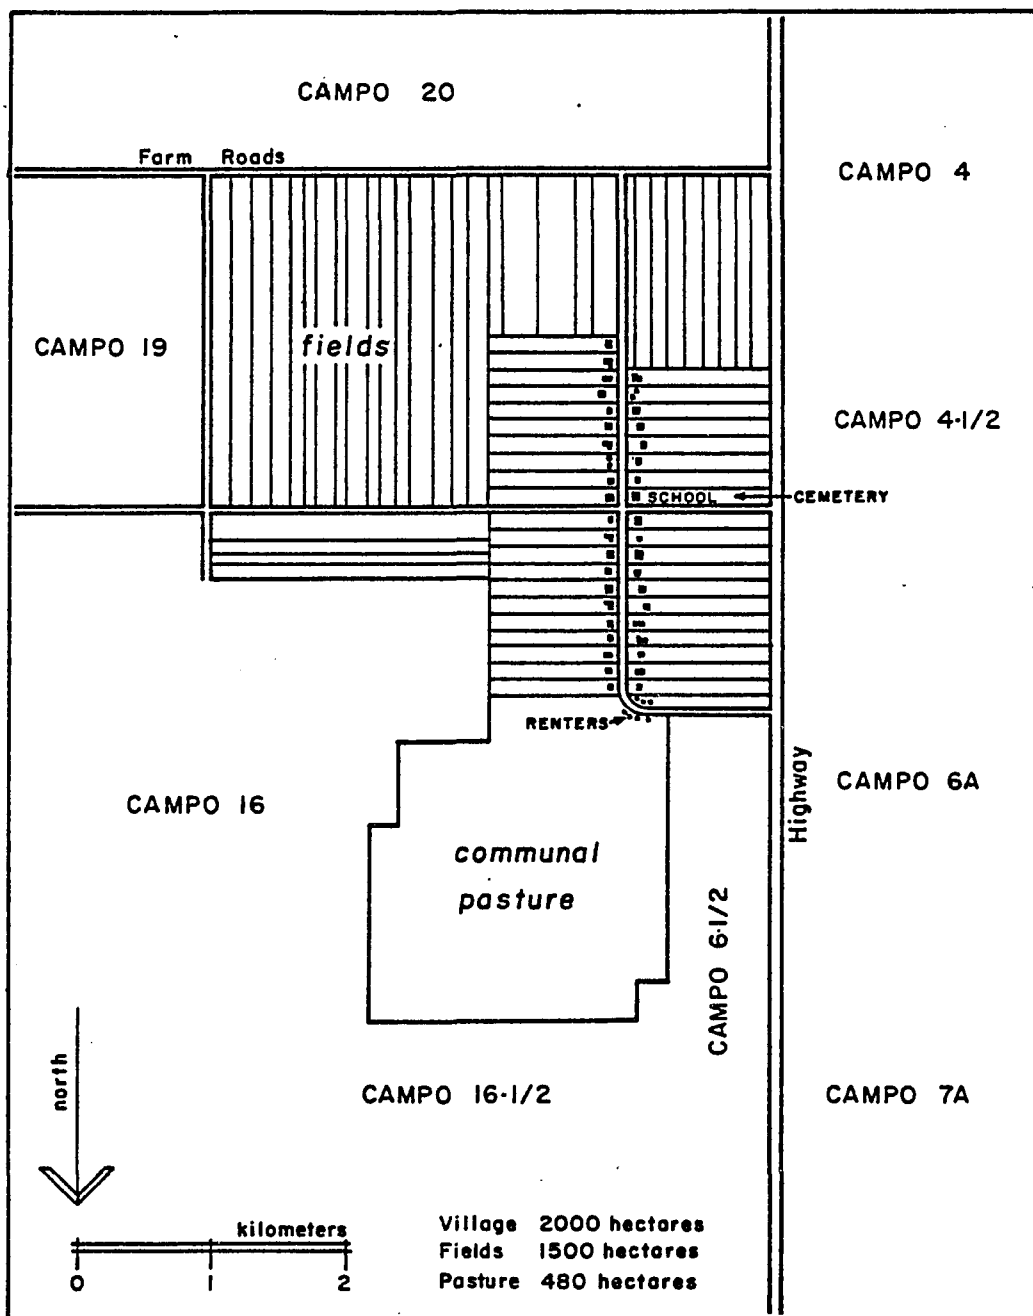 CAMPO 20
Farm Roads
CAMPO 4
CAMPO 19
fields
CAMPO 4-1/2
SCHOOL
CEMETERY
RENTERS
CAMPO 16
Highway
CAMPO 6A
communal
pasture
CAMPO 6-1/2
north
CAMPO 16-1/2
CAMPO 7A
kilometers
0 1 2
Village 2000 hectares
Fields 1500 hectares
Pasture 480 hectares